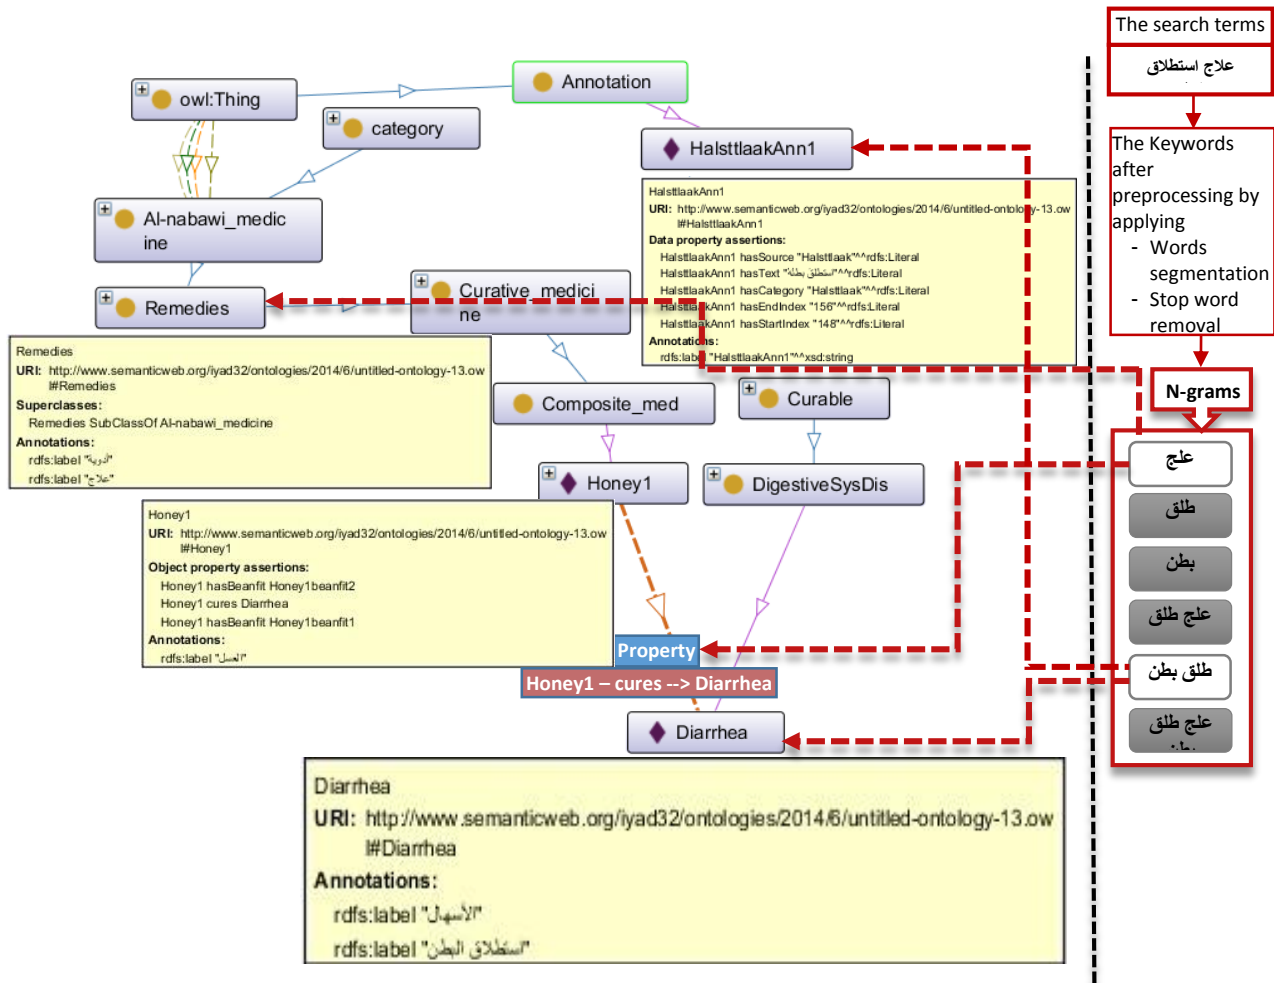 The search terms
علاج استطلاق
The Keywords
after
preprocessing by
applying
- Words
segmentation
- Stop word
removal
N-grams
علج
طلق
بطن
علج طلق
طلق بطن
علج طلق
بطن
owl:Thing
Annotation
category
HalsttlaakAnn1
Al-nabawi_medic
ine
Remedies
Curative_medici
ne
Composite_med
Curable
Honey1
DigestiveSysDis
Property
Honey1 – cures --> Diarrhea
Diarrhea
HalsttlaakAnn1
URI: http://www.semanticweb.org/iyad32/ontologies/2014/6/untitled-ontology-13.ow
l#HalsttlaakAnn1
Data property assertions:
HalsttlaakAnn1 hasSource "Halsttlaak"^^rdfs:Literal
HalsttlaakAnn1 hasText "استطلق بطنه"^^rdfs:Literal
HalsttlaakAnn1 hasCategory "Halsttlaak"^^rdfs:Literal
HalsttlaakAnn1 hasEndIndex "156"^^rdfs:Literal
HalsttlaakAnn1 hasStartIndex "148"^^rdfs:Literal
Annotations:
rdfs:label "HalsttlaakAnn1"^^xsd:string
Remedies
URI: http://www.semanticweb.org/iyad32/ontologies/2014/6/untitled-ontology-13.ow
l#Remedies
Superclasses:
Remedies SubClassOf Al-nabawi_medicine
Annotations:
rdfs:label "أدوية"
rdfs:label "علاج"
Honey1
URI: http://www.semanticweb.org/iyad32/ontologies/2014/6/untitled-ontology-13.ow
l#Honey1
Object property assertions:
Honey1 hasBeanfit Honey1beanfit2
Honey1 cures Diarrhea
Honey1 hasBeanfit Honey1beanfit1
Annotations:
rdfs:label "العسل"
Diarrhea
URI: http://www.semanticweb.org/iyad32/ontologies/2014/6/untitled-ontology-13.ow
l#Diarrhea
Annotations:
rdfs:label "الأسهال"
rdfs:label "استطلاق البطن"